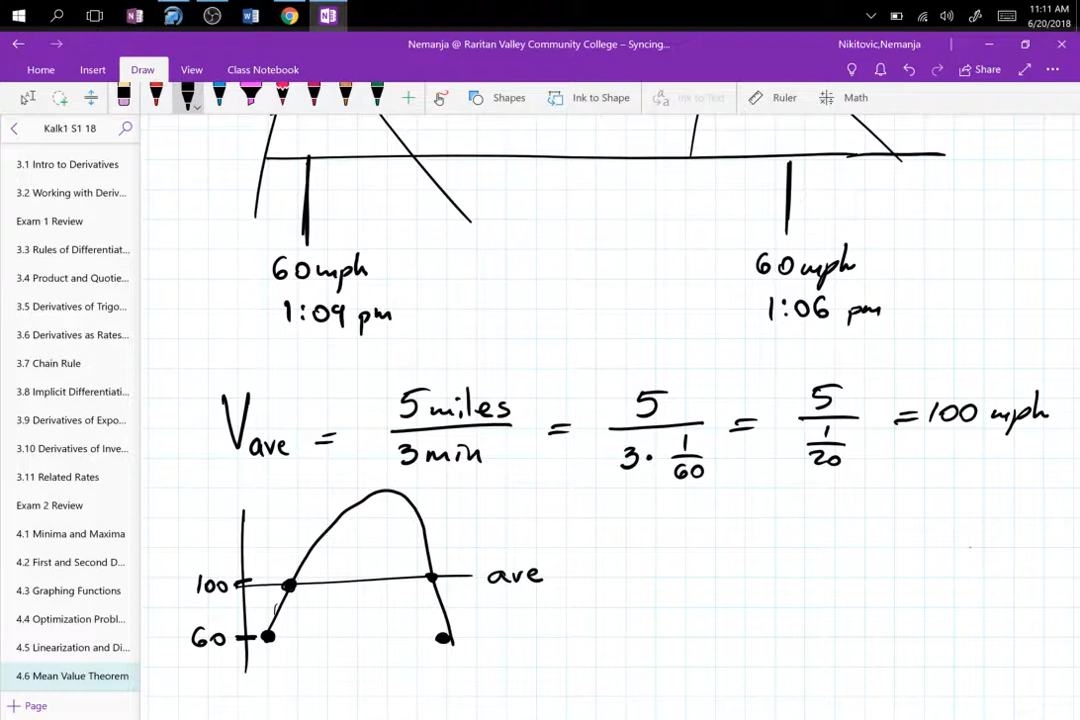 11:11 AM
6/20/2018
Nemanja @ Raritan Valley Community College – Syncing...
Nikitovic,Nemanja
Home Insert Draw View Class Notebook
Share
Shapes Ink to Shape Ink to Text Ruler Math
Kalk1 S1 18
3.1 Intro to Derivatives
3.2 Working with Deriv...
Exam 1 Review
3.3 Rules of Differentiat...
3.4 Product and Quotie...
3.5 Derivatives of Trigo...
3.6 Derivatives as Rates...
3.7 Chain Rule
3.8 Implicit Differentiati...
3.9 Derivatives of Expo...
3.10 Derivatives of Inve...
3.11 Related Rates
Exam 2 Review
4.1 Minima and Maxima
4.2 First and Second D...
4.3 Graphing Functions
4.4 Optimization Probl...
4.5 Linearization and Di...
4.6 Mean Value Theorem
+ Page
60mph 60mph
1:09 pm 1:06 pm
Vave = 5 miles / 3 min = 5 / (3 · 1/60) = 5 / (1/20) = 100 mph
100 ave
60